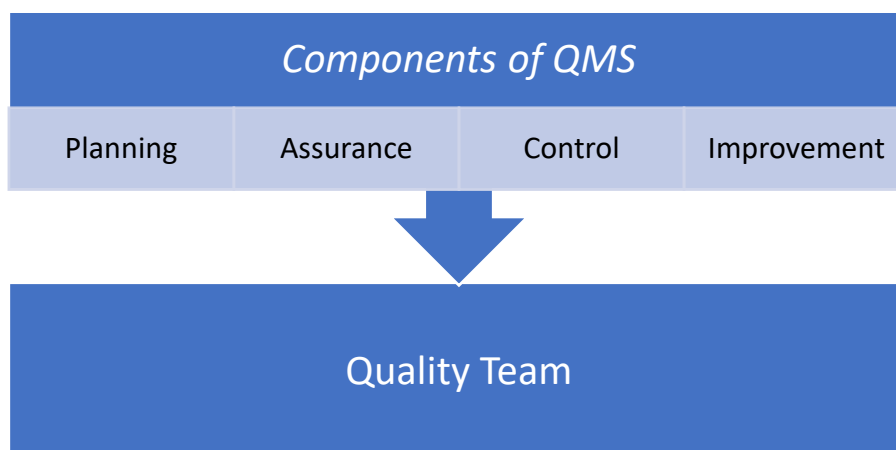 Components of QMS
Planning Assurance Control Improvement
Quality Team